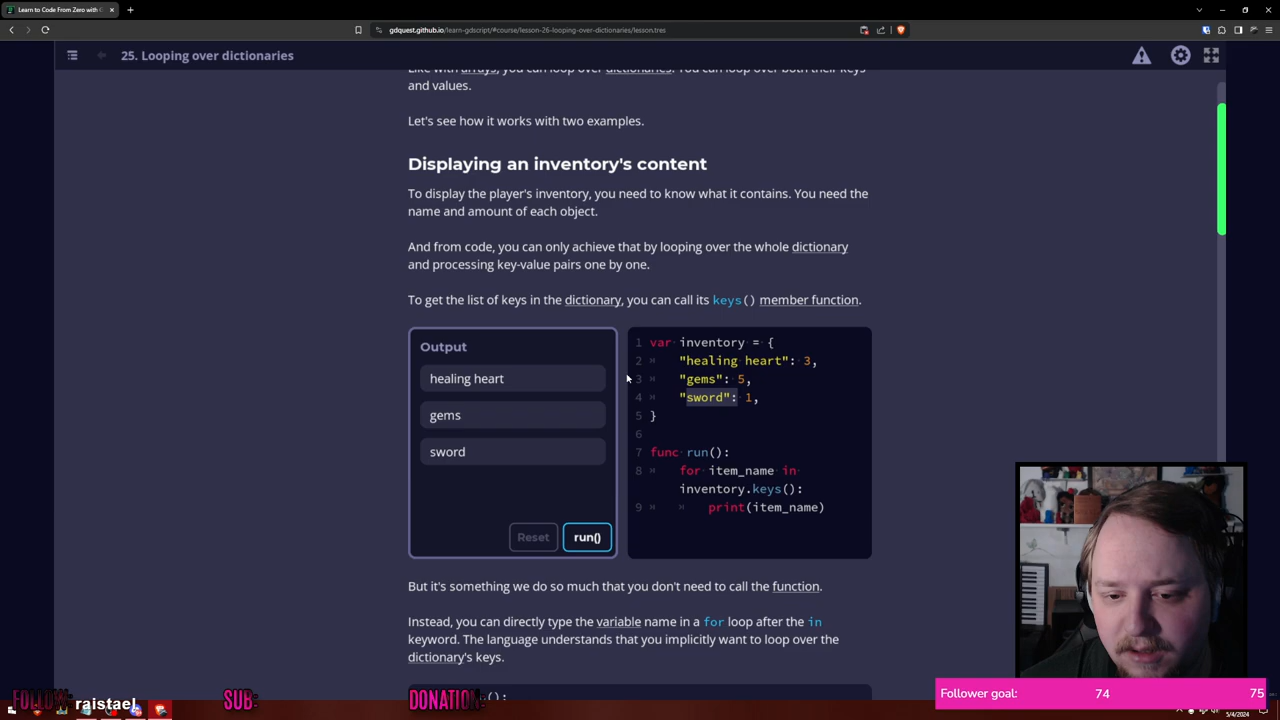 Learn to Code From Zero with
gdquest.github.io/learn-gdscript/#course/lesson-26-looping-over-dictionaries/lesson.tres
25. Looping over dictionaries
Like with arrays, you can loop over dictionaries. You can loop over both their keys
and values.
Let's see how it works with two examples.
Displaying an inventory's content
To display the player's inventory, you need to know what it contains. You need the
name and amount of each object.
And from code, you can only achieve that by looping over the whole dictionary
and processing key-value pairs one by one.
To get the list of keys in the dictionary, you can call its keys() member function.
Output
healing heart
gems
sword
Reset
run()
1 var inventory = {
2 "healing heart": 3,
3 "gems": 5,
4 "sword": 1,
5 }
6
7 func run():
8 for item_name in
inventory.keys():
9 print(item_name)
But it's something we do so much that you don't need to call the function.
Instead, you can directly type the variable name in a for loop after the in
keyword. The language understands that you implicitly want to loop over the
dictionary's keys.
():
FOLLOW:
raistael
SUB:
DONATION:
Follower goal: 74 75
5/4/2024